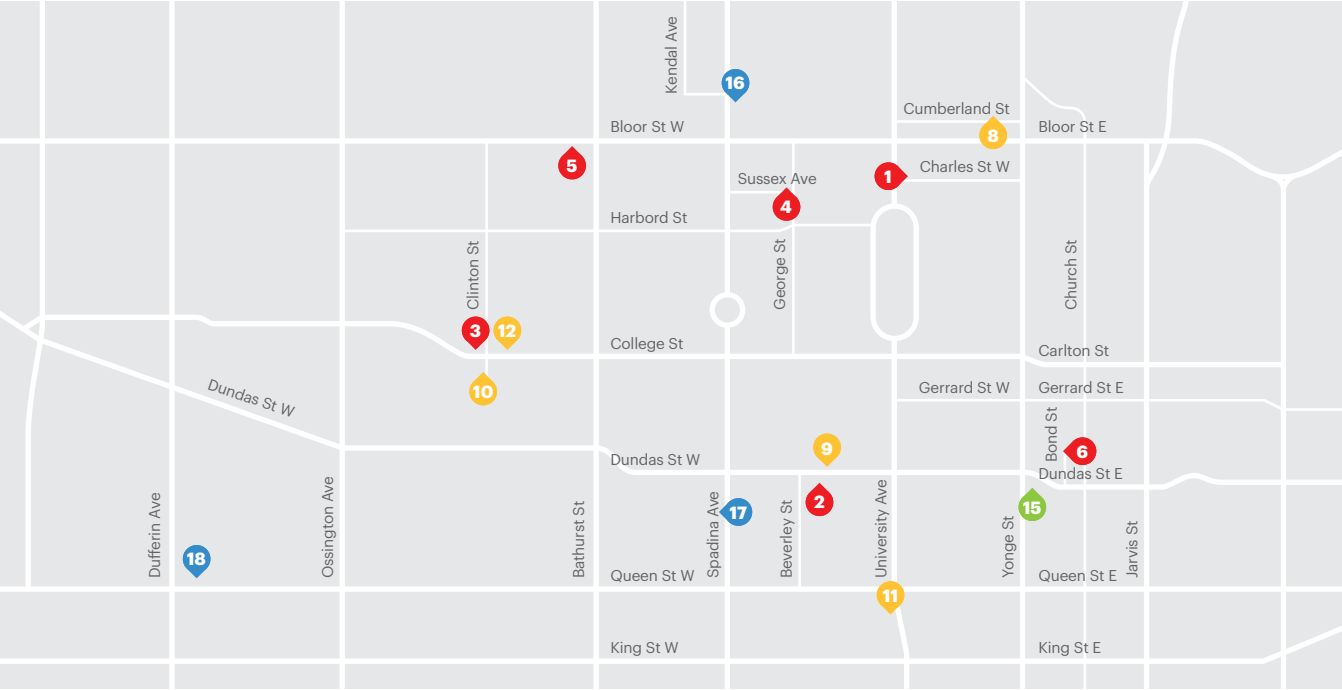 Kendal Ave
16
Cumberland St
Bloor St W
8
Bloor St E
5
1
Charles St W
Sussex Ave
4
Harbord St
Clinton St
George St
Church St
3
12
College St
Carlton St
10
Dundas St W
Gerrard St W
Gerrard St E
Bond St
9
6
Dundas St W
Dundas St E
Dufferin Ave
Ossington Ave
Bathurst St
Spadina Ave
17
Beverley St
2
University Ave
Yonge St
15
Jarvis St
18
Queen St W
Queen St E
11
King St W
King St E